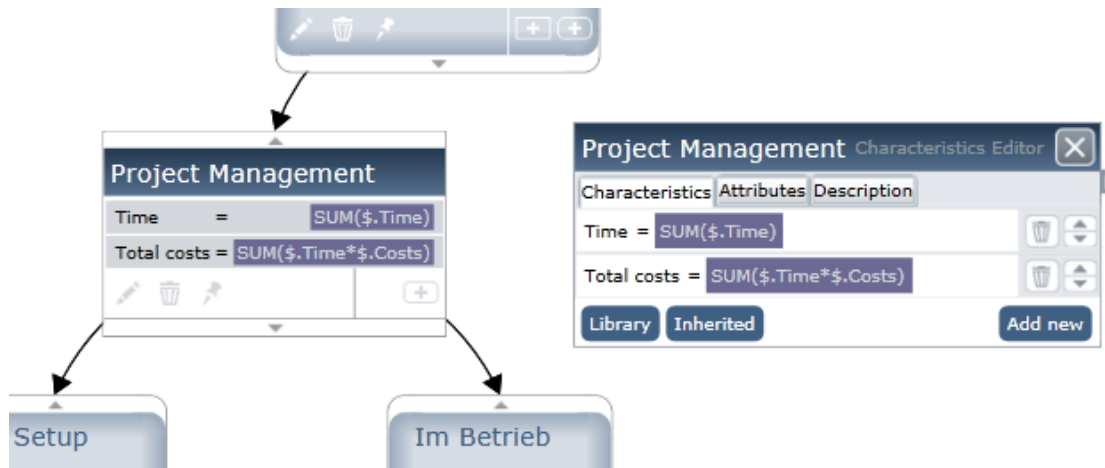 Project Management
Time = SUM($.Time)
Total costs = SUM($.Time*$.Costs)
Setup
Im Betrieb
Project Management Characteristics Editor
Characteristics Attributes Description
Time = SUM($.Time)
Total costs = SUM($.Time*$.Costs)
Library Inherited Add new